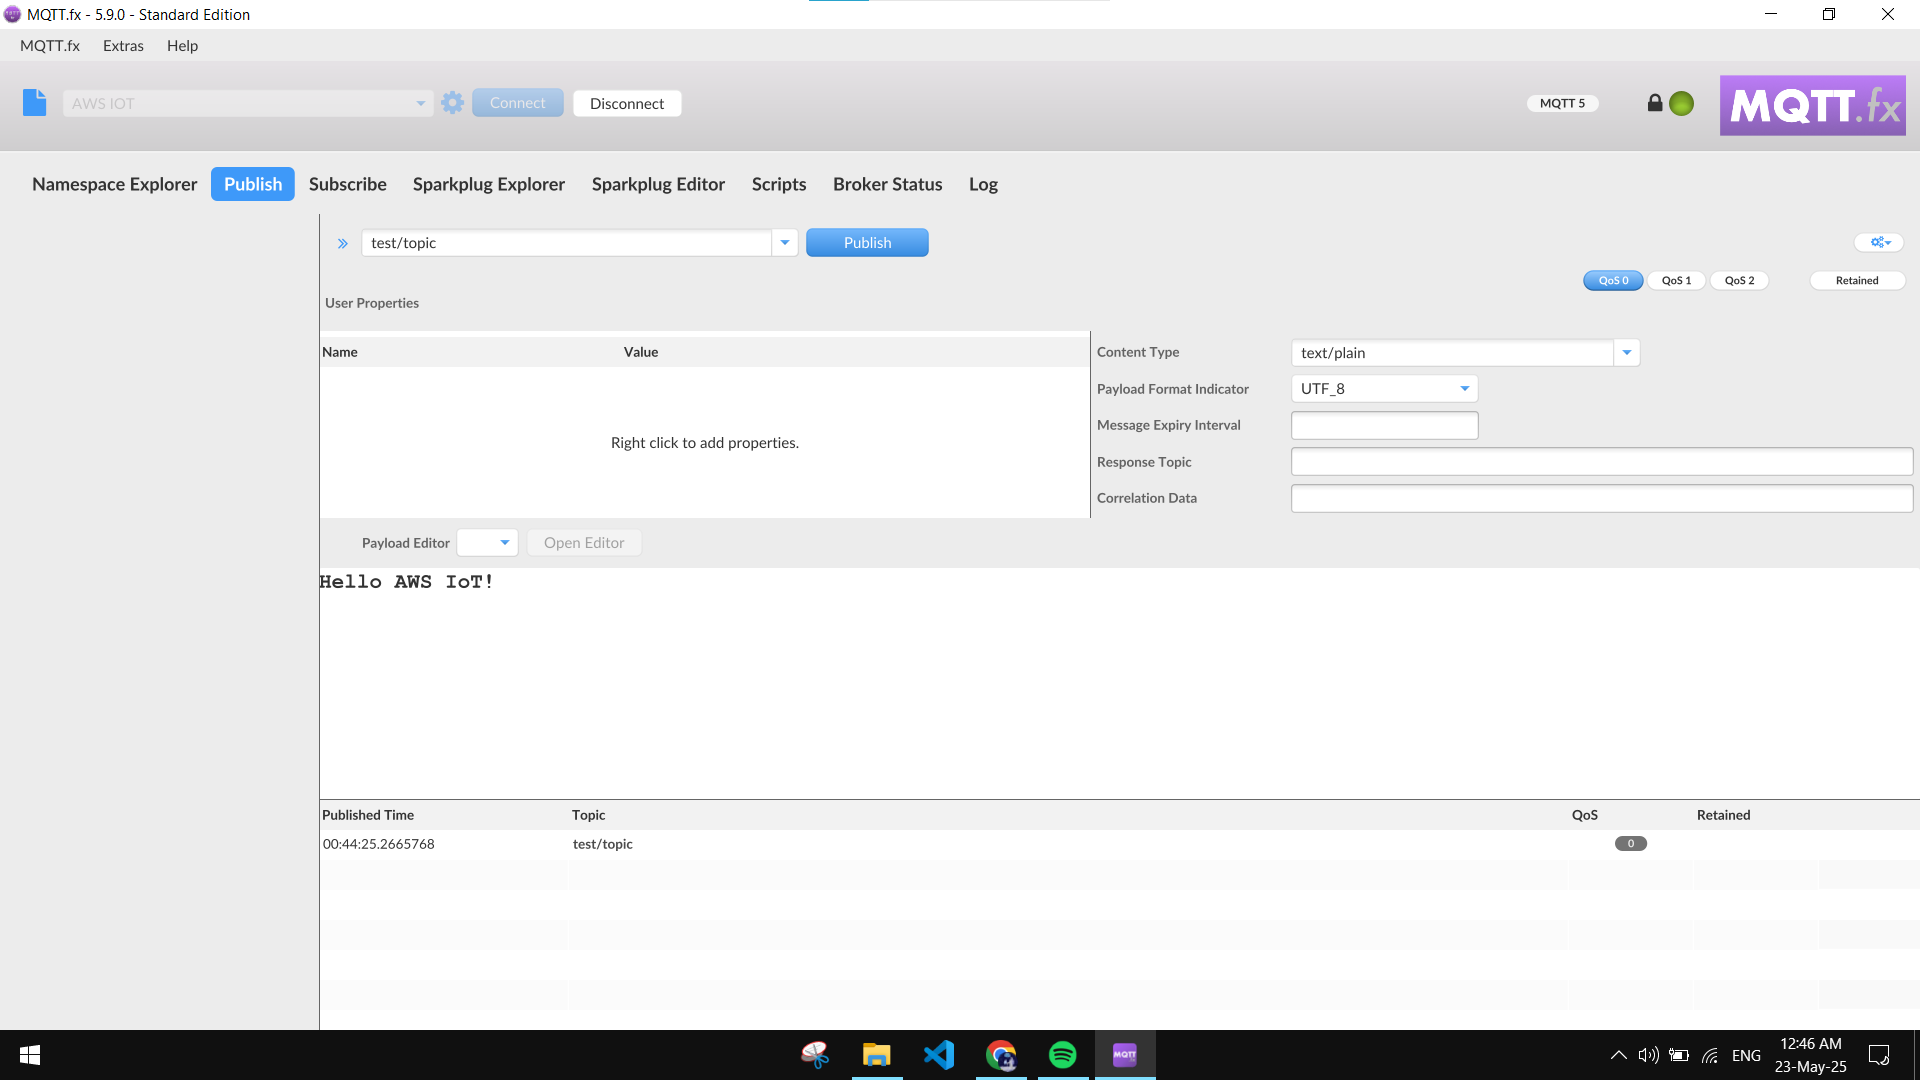 MQTT.fx - 5.9.0 - Standard Edition
MQTT.fx Extras Help
AWS IOT Connect Disconnect MQTT 5 MQTT.fx
Namespace Explorer Publish Subscribe Sparkplug Explorer Sparkplug Editor Scripts Broker Status Log
test/topic Publish
QoS 0 QoS 1 QoS 2 Retained
User Properties
Name Value
Right click to add properties.
Content Type text/plain
Payload Format Indicator UTF_8
Message Expiry Interval
Response Topic
Correlation Data
Payload Editor Open Editor
Hello AWS IoT!
Published Time Topic QoS Retained
00:44:25.2665768 test/topic 0
MQTT ENG 12:46 AM
23-May-25